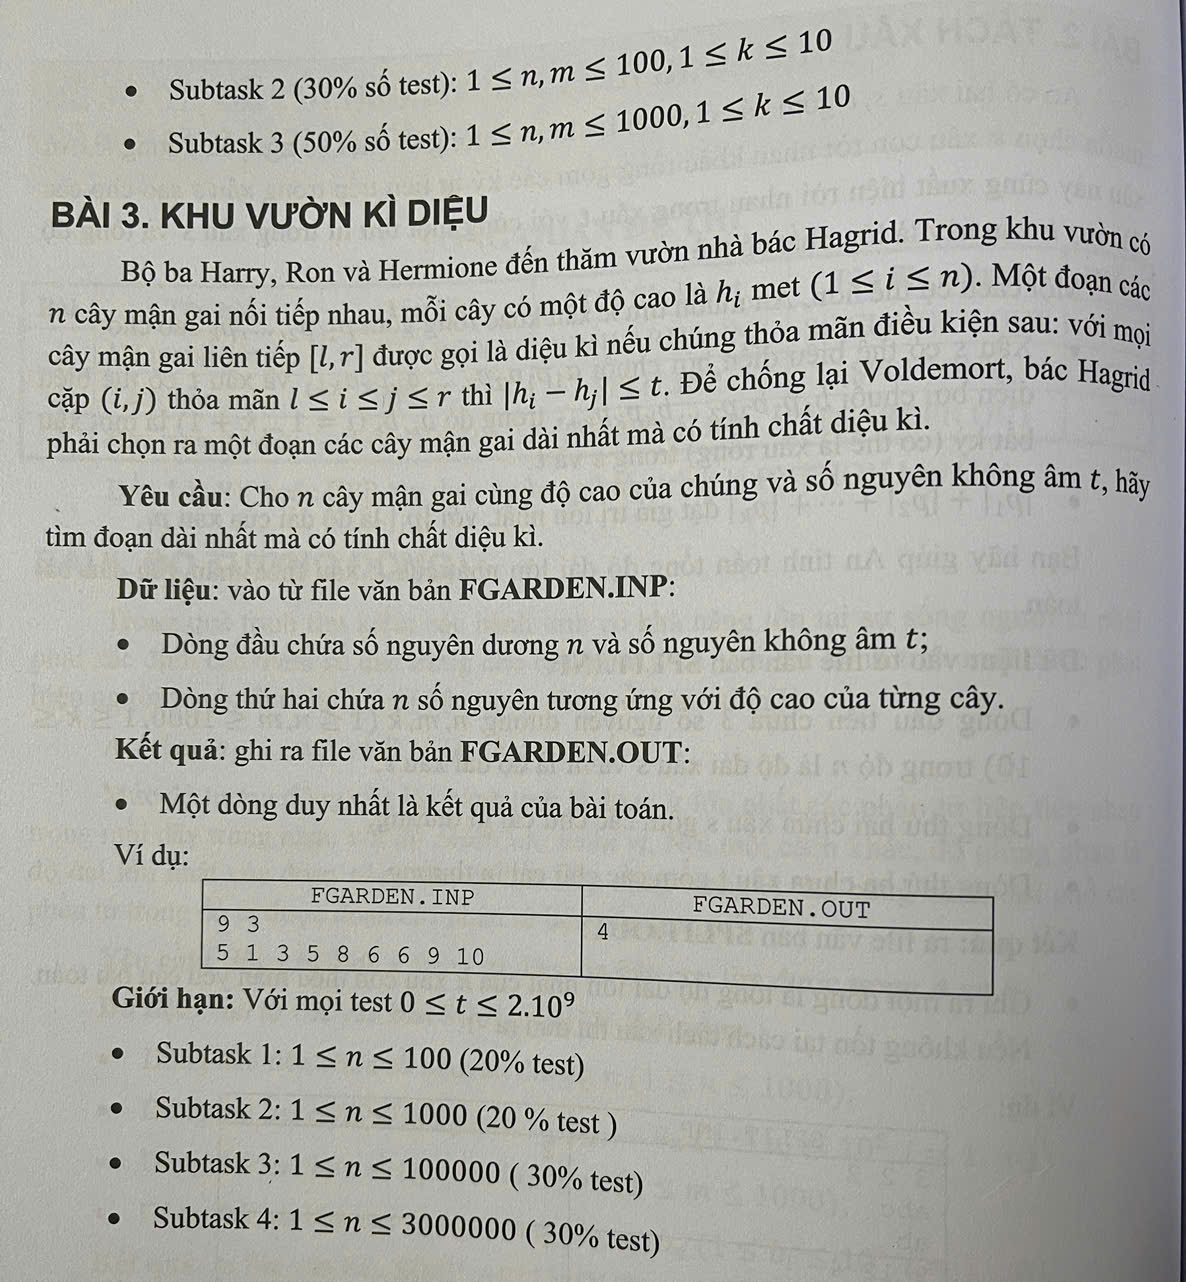 • Subtask 2 (30% số test): 1 ≤ n, m ≤ 100, 1 ≤ k ≤ 10
• Subtask 3 (50% số test): 1 ≤ n, m ≤ 1000, 1 ≤ k ≤ 10
BÀI 3. KHU VƯỜN KÌ DIỆU
Bộ ba Harry, Ron và Hermione đến thăm vườn nhà bác Hagrid. Trong khu vườn có
n cây mận gai nối tiếp nhau, mỗi cây có một độ cao là hᵢ met (1 ≤ i ≤ n). Một đoạn các
cây mận gai liên tiếp [l, r] được gọi là diệu kì nếu chúng thỏa mãn điều kiện sau: với mọi
cặp (i, j) thỏa mãn l ≤ i ≤ j ≤ r thì |hᵢ − hⱼ| ≤ t. Để chống lại Voldemort, bác Hagrid
phải chọn ra một đoạn các cây mận gai dài nhất mà có tính chất diệu kì.
Yêu cầu: Cho n cây mận gai cùng độ cao của chúng và số nguyên không âm t, hãy
tìm đoạn dài nhất mà có tính chất diệu kì.
Dữ liệu: vào từ file văn bản FGARDEN.INP:
• Dòng đầu chứa số nguyên dương n và số nguyên không âm t;
• Dòng thứ hai chứa n số nguyên tương ứng với độ cao của từng cây.
Kết quả: ghi ra file văn bản FGARDEN.OUT:
• Một dòng duy nhất là kết quả của bài toán.
Ví dụ:
FGARDEN.INP FGARDEN.OUT
9 3 4
5 1 3 5 8 6 6 9 10
Giới hạn: Với mọi test 0 ≤ t ≤ 2.10⁹
• Subtask 1: 1 ≤ n ≤ 100 (20% test)
• Subtask 2: 1 ≤ n ≤ 1000 (20 % test )
• Subtask 3: 1 ≤ n ≤ 100000 ( 30% test)
• Subtask 4: 1 ≤ n ≤ 3000000 ( 30% test)